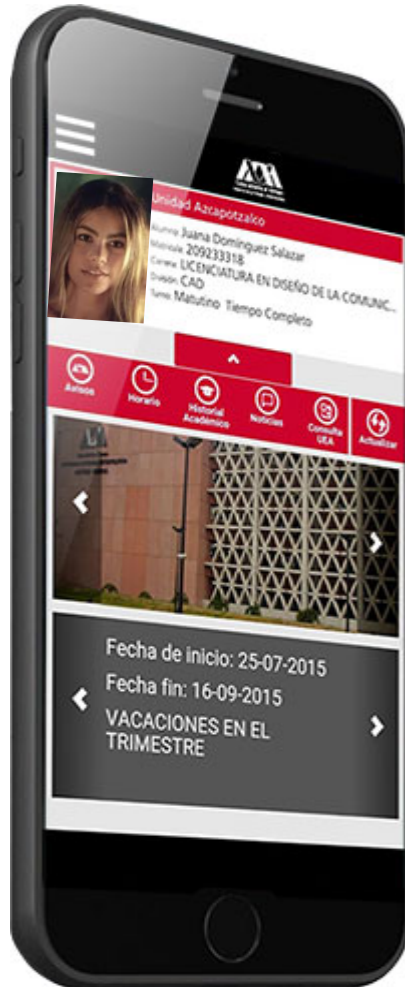 Unidad Azcapotzalco
Alumno: Juana Domínguez Salazar
Matrícula: 209233318
Carrera: LICENCIATURA EN DISEÑO DE LA COMUNIC...
División: CAD
Turno: Matutino Tiempo Completo
Avisos
Horario
Historial
Académico
Noticias
Consulta
UEA
Actualizar
Fecha de inicio: 25-07-2015
Fecha fin: 16-09-2015
VACACIONES EN EL
TRIMESTRE